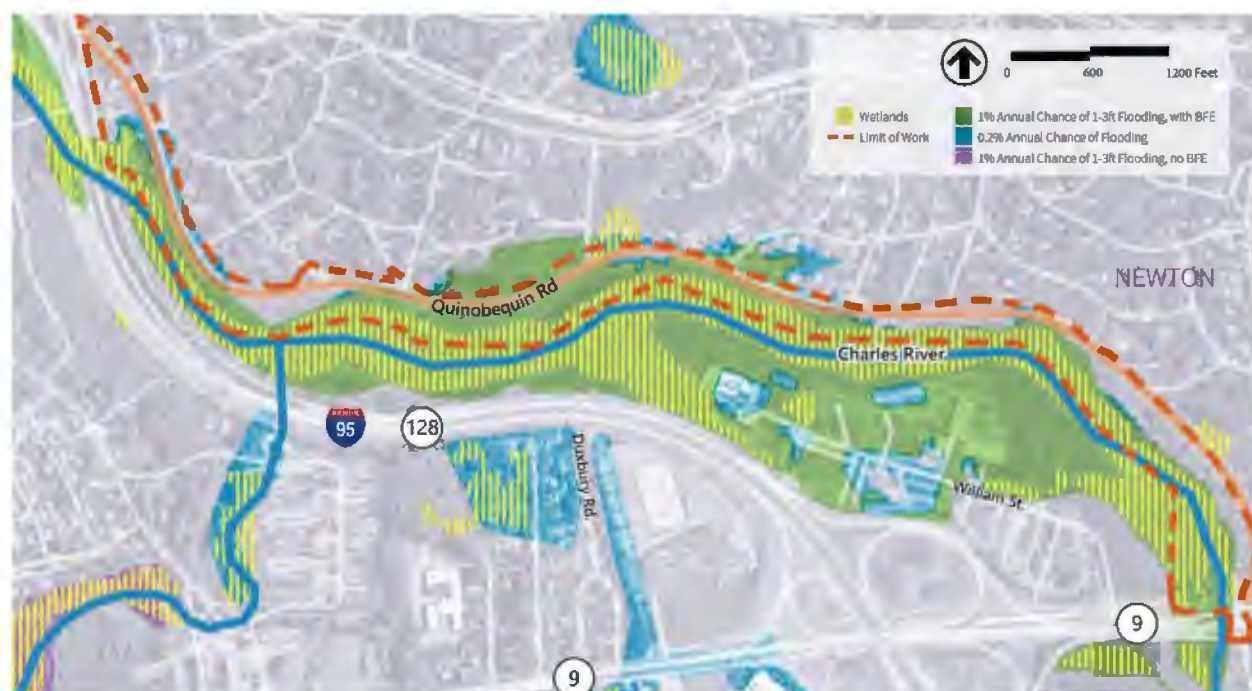 0 600 1200 Feet
Wetlands
Limit of Work
1% Annual Chance of 1-3ft Flooding, with BFE
0.2% Annual Chance of Flooding
1% Annual Chance of 1-3ft Flooding, no BFE
NEWTON
Quinobequin Rd
Charles River
95
128
Duxbury Rd.
William St.
9
9